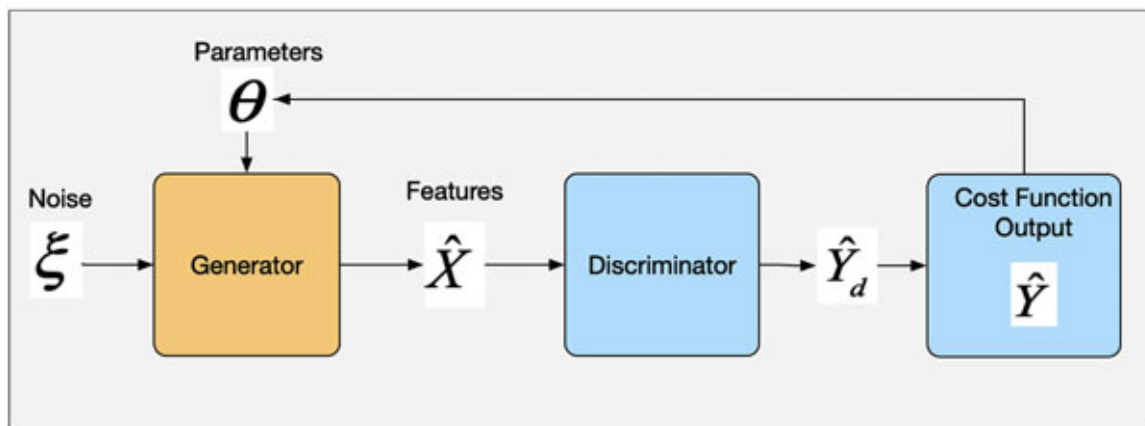 Parameters
θ
Noise
ξ
Generator
Features
X̂
Discriminator
Ŷ_d
Cost Function
Output
Ŷ